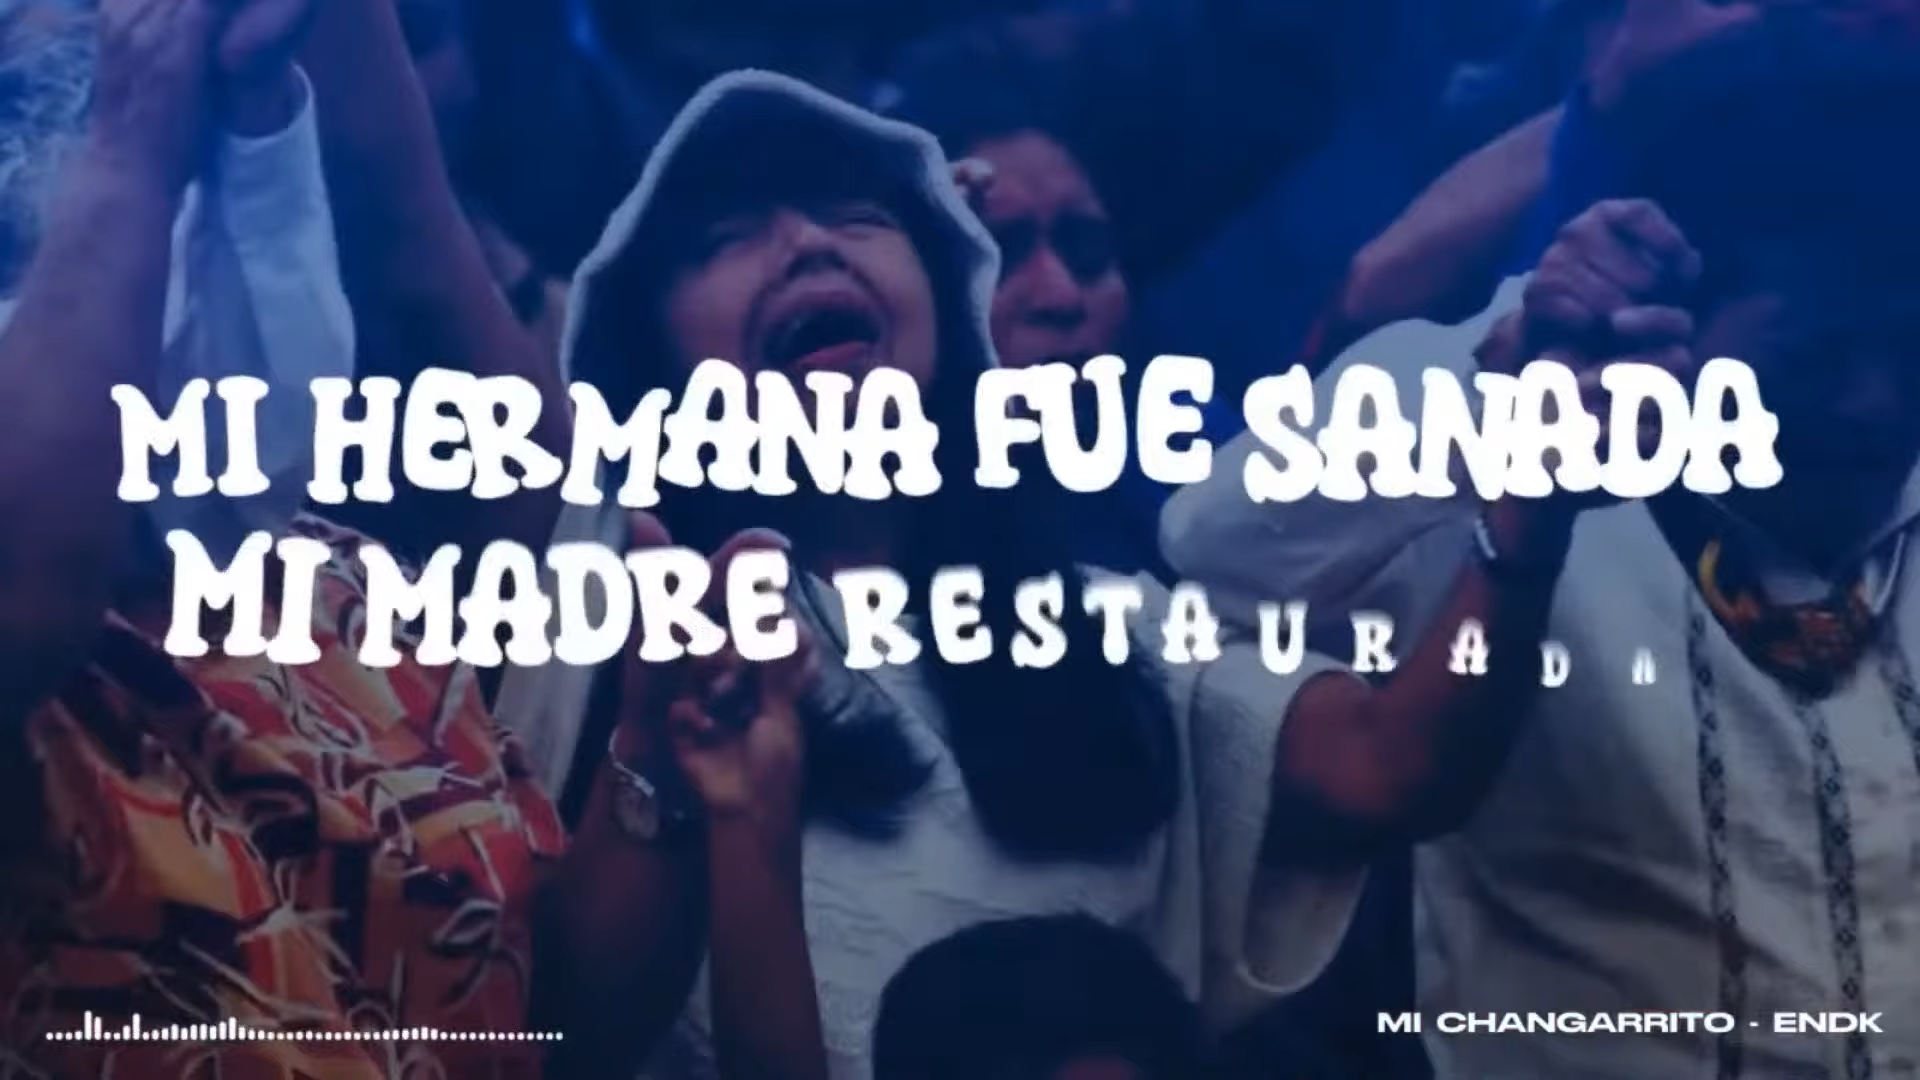 MI HERMANA FUE SANADA
MI MADRE RESTAURADA
MI CHANGARRITO - ENDK